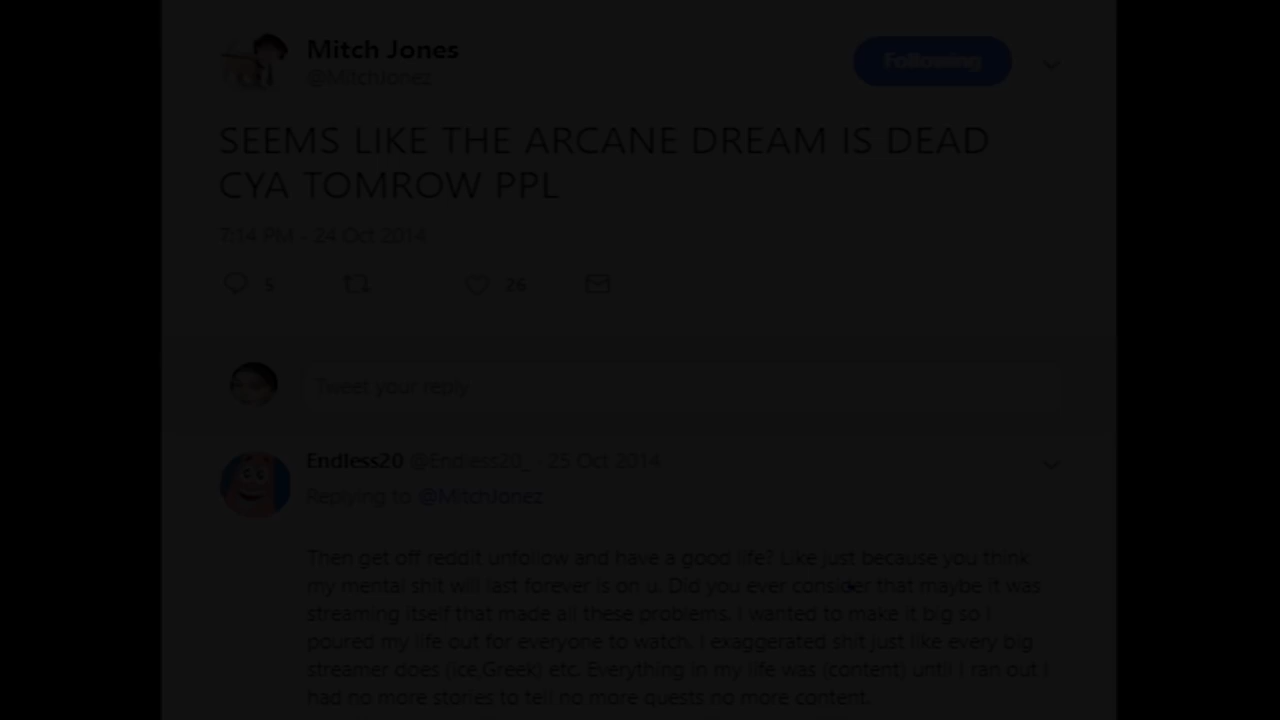 Mitch Jones
@MitchJonez
Following
SEEMS LIKE THE ARCANE DREAM IS DEAD
CYA TOMROW PPL
7:14 PM - 24 Oct 2014
5
26
Tweet your reply
Endless20 @Endless20_ · 25 Oct 2014
Replying to @MitchJonez
Then get off reddit unfollow and have a good life? Like just because you think
my mental shit will last forever is on u. Did you ever consider that maybe it was
streaming itself that made all these problems. I wanted to make it big so I
poured my life out for everyone to watch. I exaggerated shit just like every big
streamer does (ice,Greek) etc. Everything in my life was (content) until I ran out I
had no more stories to tell no more quests no more content.